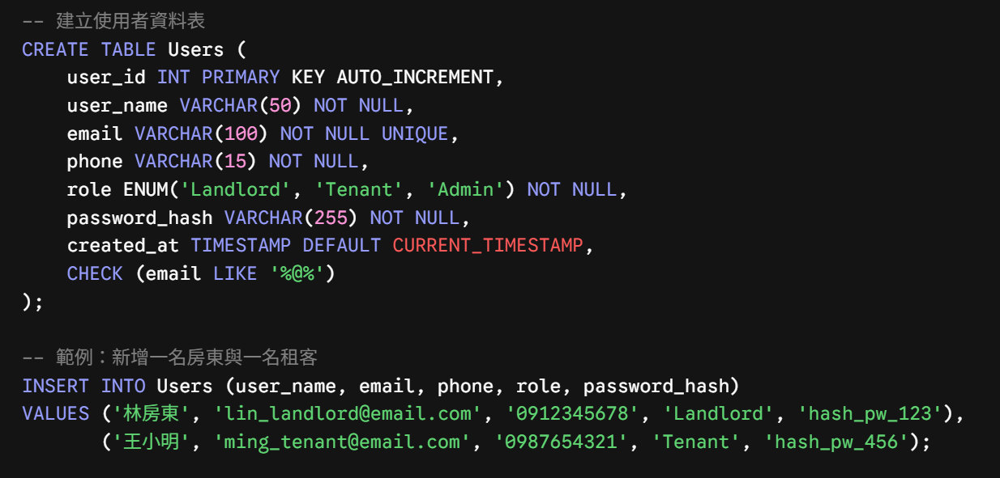 -- 建立使用者資料表
CREATE TABLE Users (
    user_id INT PRIMARY KEY AUTO_INCREMENT,
    user_name VARCHAR(50) NOT NULL,
    email VARCHAR(100) NOT NULL UNIQUE,
    phone VARCHAR(15) NOT NULL,
    role ENUM('Landlord', 'Tenant', 'Admin') NOT NULL,
    password_hash VARCHAR(255) NOT NULL,
    created_at TIMESTAMP DEFAULT CURRENT_TIMESTAMP,
    CHECK (email LIKE '%@%')
);
-- 範例：新增一名房東與一名租客
INSERT INTO Users (user_name, email, phone, role, password_hash)
VALUES ('林房東', 'lin_landlord@email.com', '0912345678', 'Landlord', 'hash_pw_123'),
       ('王小明', 'ming_tenant@email.com', '0987654321', 'Tenant', 'hash_pw_456');